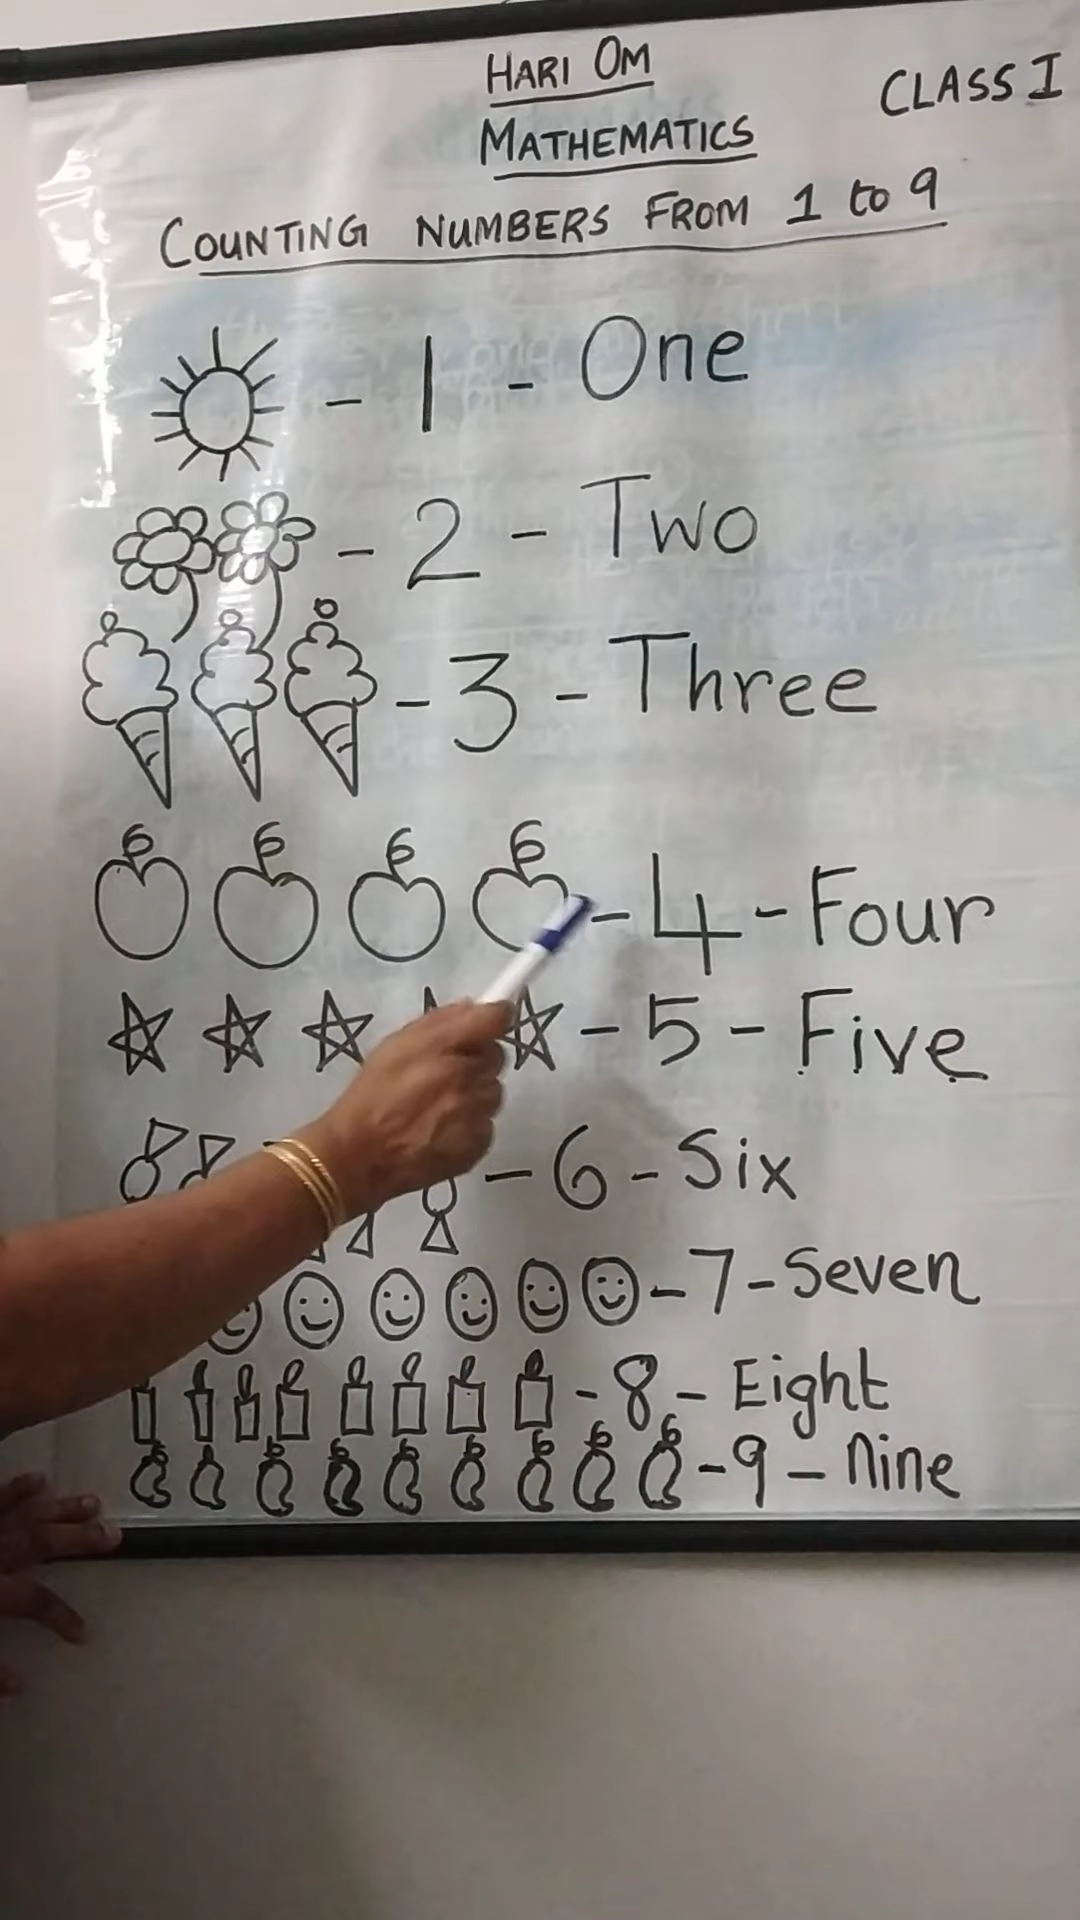 HARI OM
CLASS I
MATHEMATICS
COUNTING NUMBERS FROM 1 to 9
- 1 - One
- 2 - Two
- 3 - Three
- 4 - Four
- 5 - Five
- 6 - Six
- 7 - Seven
- 8 - Eight
- 9 - Nine